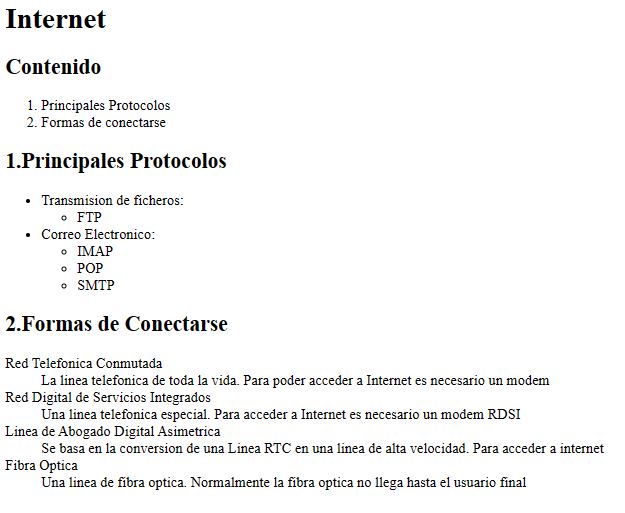 Internet
Contenido
1. Principales Protocolos
2. Formas de conectarse
1.Principales Protocolos
• Transmision de ficheros:
◦ FTP
• Correo Electronico:
◦ IMAP
◦ POP
◦ SMTP
2.Formas de Conectarse
Red Telefonica Conmutada
La linea telefonica de toda la vida. Para poder acceder a Internet es necesario un modem
Red Digital de Servicios Integrados
Una linea telefonica especial. Para acceder a Internet es necesario un modem RDSI
Linea de Abogado Digital Asimetrica
Se basa en la conversion de una Linea RTC en una linea de alta velocidad. Para acceder a internet
Fibra Optica
Una linea de fibra optica. Normalmente la fibra optica no llega hasta el usuario final